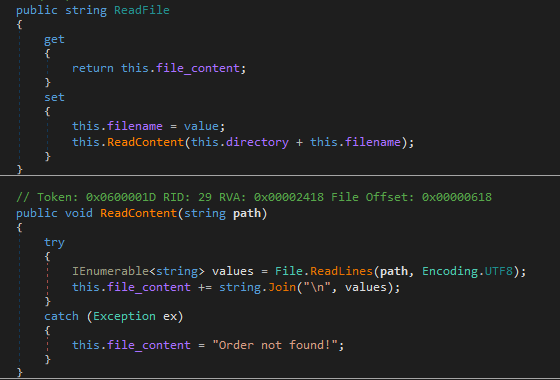 public string ReadFile
{
get
{
return this.file_content;
}
set
{
this.filename = value;
this.ReadContent(this.directory + this.filename);
}
}
// Token: 0x0600001D RID: 29 RVA: 0x00002418 File Offset: 0x00000618
public void ReadContent(string path)
{
try
{
IEnumerable<string> values = File.ReadLines(path, Encoding.UTF8);
this.file_content += string.Join("\n", values);
}
catch (Exception ex)
{
this.file_content = "Order not found!";
}
}